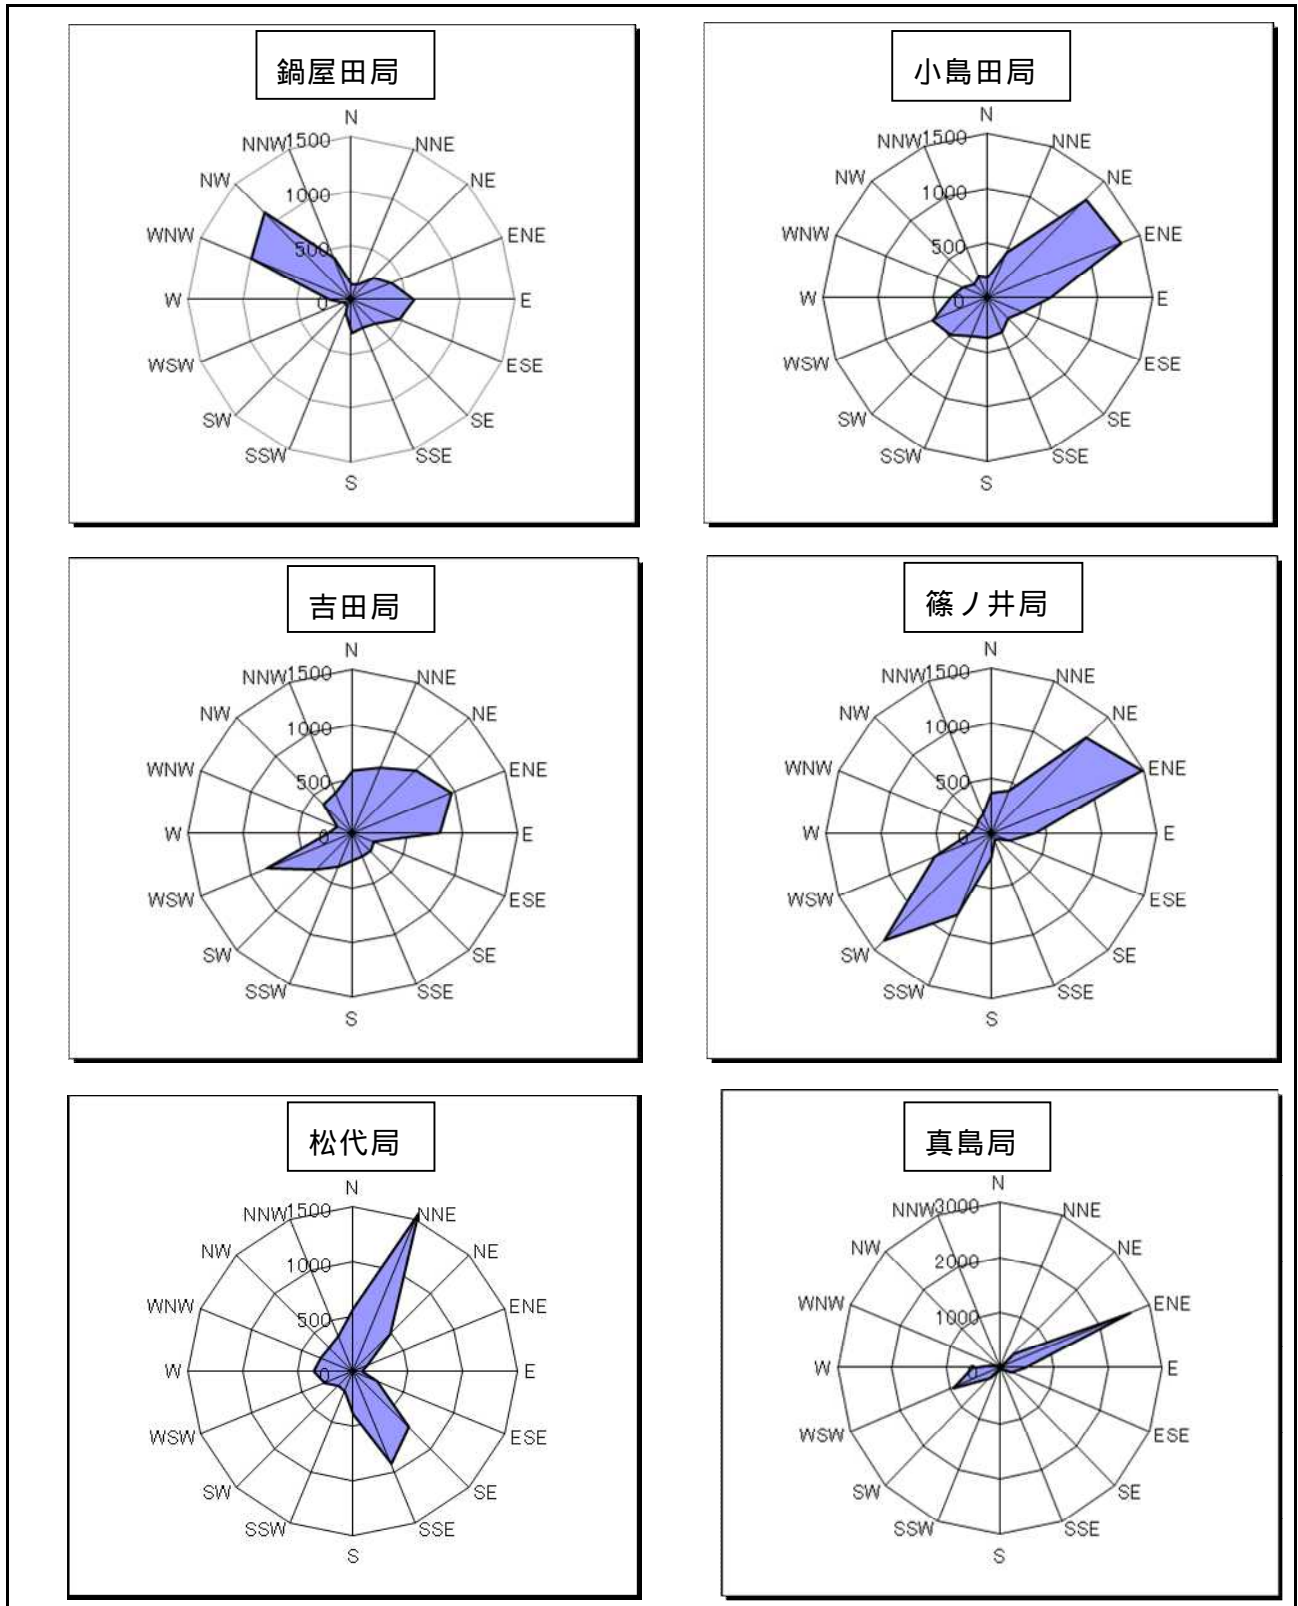 鍋屋田局
N
NNW 1500 NNE
NW NE
1000
WNW ENE
500
W 0 E
WSW ESE
SW SE
SSW SSE
S
小島田局
N
NNW 1500 NNE
NW NE
1000
WNW ENE
500
W 0 E
WSW ESE
SW SE
SSW SSE
S
吉田局
N
NNW 1500 NNE
NW NE
1000
WNW ENE
500
W 0 E
WSW ESE
SW SE
SSW SSE
S
篠ノ井局
N
NNW 1500 NNE
NW NE
1000
WNW ENE
500
W 0 E
WSW ESE
SW SE
SSW SSE
S
松代局
N
NNW 1500 NNE
NW NE
1000
WNW ENE
500
W 0 E
WSW ESE
SW SE
SSW SSE
S
真島局
N
NNW 3000 NNE
NW NE
2000
WNW ENE
1000
W 0 E
WSW ESE
SW SE
SSW SSE
S